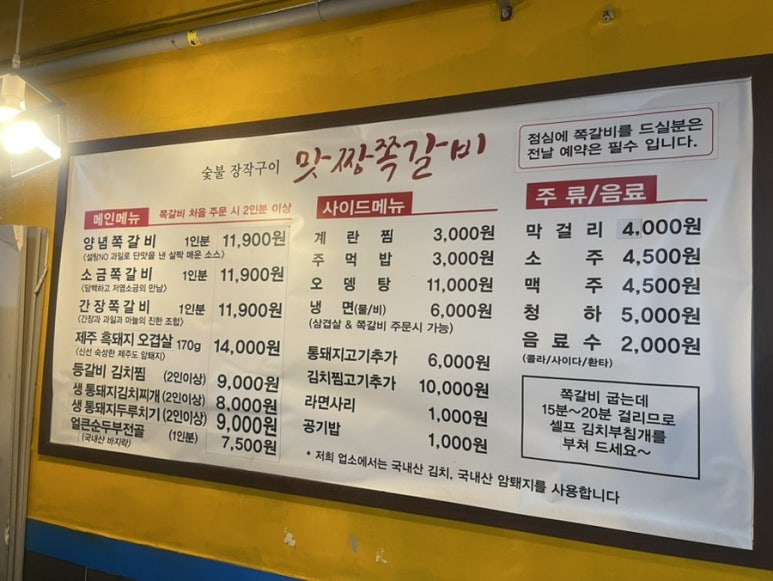 숯불 장작구이 맛짱쪽갈비
점심에 쪽갈비를 드실분은
전날 예약은 필수 입니다.
메인메뉴 쪽갈비 처음 주문 시 2인분 이상
양념쪽갈비 1인분 11,900원
<설탕NO 과일로 단맛을 낸 살짝 매운 소스>
소금쪽갈비 1인분 11,900원
<담백하고 저염소금의 만남>
간장쪽갈비 1인분 11,900원
<간장과 과일과 마늘의 진한 조합>
제주 흑돼지 오겹살 170g 14,000원
<신선 숙성한 제주도 암퇘지>
등갈비 김치찜 (2인이상) 9,000원
생 통돼지김치찌개 (2인이상) 8,000원
생 통돼지두루치기 (2인이상) 9,000원
얼큰순두부전골 (1인분) 7,500원
(국내산 바지락)
사이드메뉴
계란찜 3,000원
주먹밥 3,000원
오뎅탕 11,000원
냉면(물/비) 6,000원
(삼겹살 & 쪽갈비 주문시 가능)
통돼지고기추가 6,000원
김치찜고기추가 10,000원
라면사리 1,000원
공기밥 1,000원
* 저희 업소에서는 국내산 김치, 국내산 암퇘지를 사용합니다
주류/음료
막걸리 4,000원
소주 4,500원
맥주 4,500원
청하 5,000원
음료수 2,000원
(콜라/사이다/환타)
쪽갈비 굽는데
15분~20분 걸리므로
셀프 김치부침개를
부쳐 드세요~